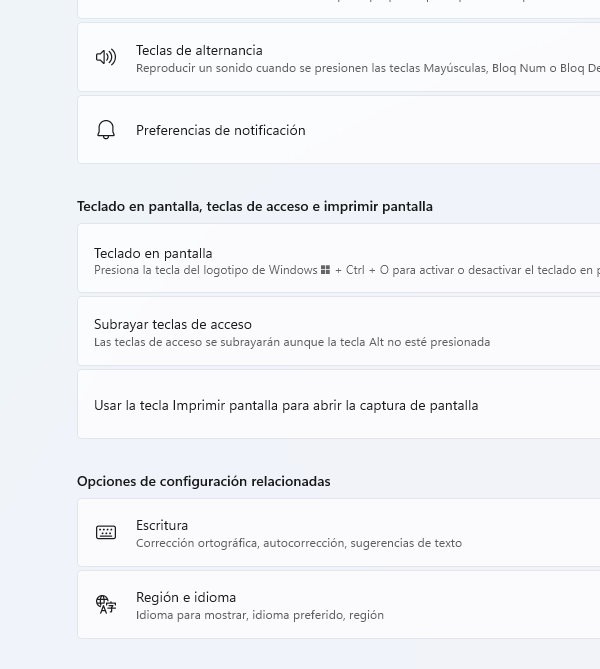 Teclas de alternancia
Reproducir un sonido cuando se presionen las teclas Mayúsculas, Bloq Num o Bloq
Preferencias de notificación
Teclado en pantalla, teclas de acceso e imprimir pantalla
Teclado en pantalla
Presiona la tecla del logotipo de Windows + Ctrl + O para activar o desactivar el teclado en
Subrayar teclas de acceso
Las teclas de acceso se subrayarán aunque la tecla Alt no esté presionada
Usar la tecla Imprimir pantalla para abrir la captura de pantalla
Opciones de configuración relacionadas
Escritura
Corrección ortográfica, autocorrección, sugerencias de texto
Región e idioma
Idioma para mostrar, idioma preferido, región